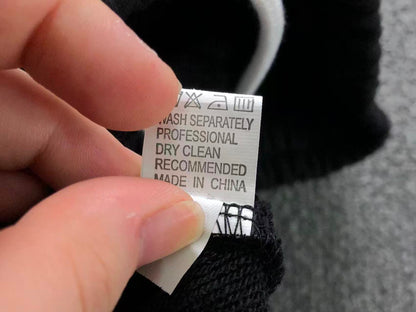 WASH SEPARATELY
PROFESSIONAL
DRY CLEAN
RECOMMENDED
MADE IN CHINA